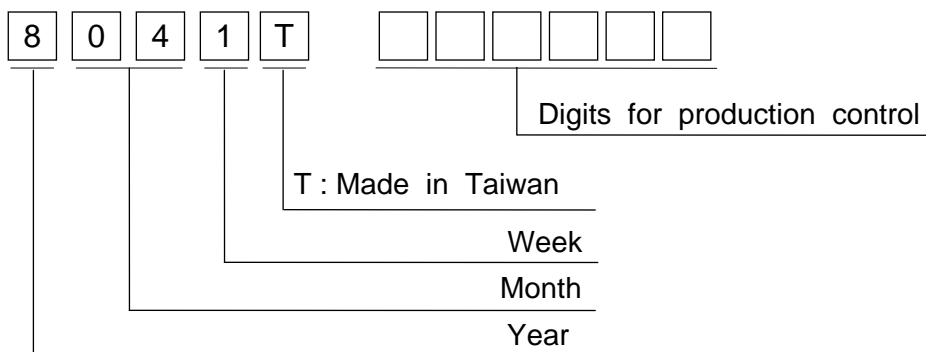 8 0 4 1 T
Digits for production control
T : Made in Taiwan
Week
Month
Year